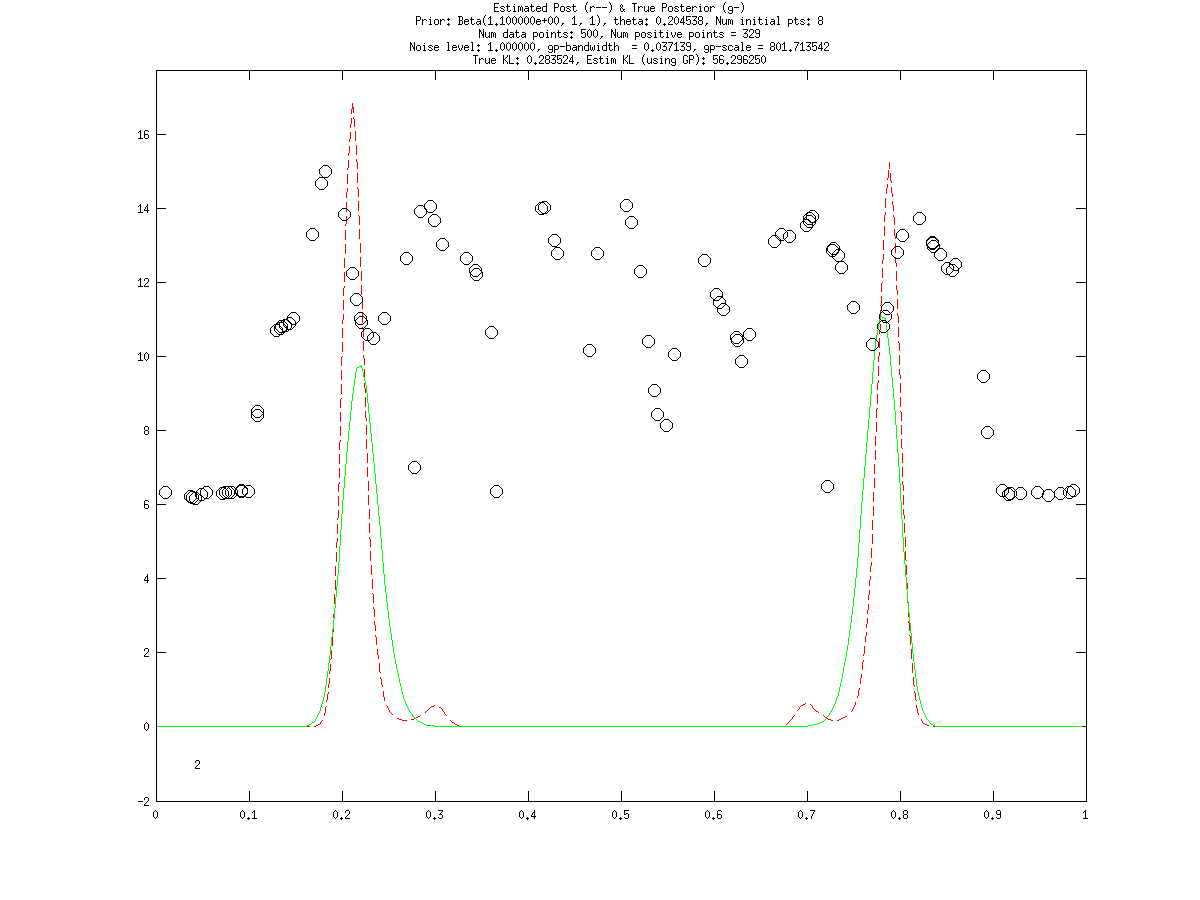 Estimated Post (r--) & True Posterior (g-)
Prior: Beta(1.100000e+00, 1, 1), theta: 0.204538, Num initial pts: 8
Num data points: 500, Num positive points = 329
Noise level: 1.000000, gp-bandwidth  = 0.037139, gp-scale = 801.713542
True KL: 0.283524, Estim KL (using GP): 56.296250
16
14
12
10
8
6
4
2
0
2
-2
0 0.1 0.2 0.3 0.4 0.5 0.6 0.7 0.8 0.9 1